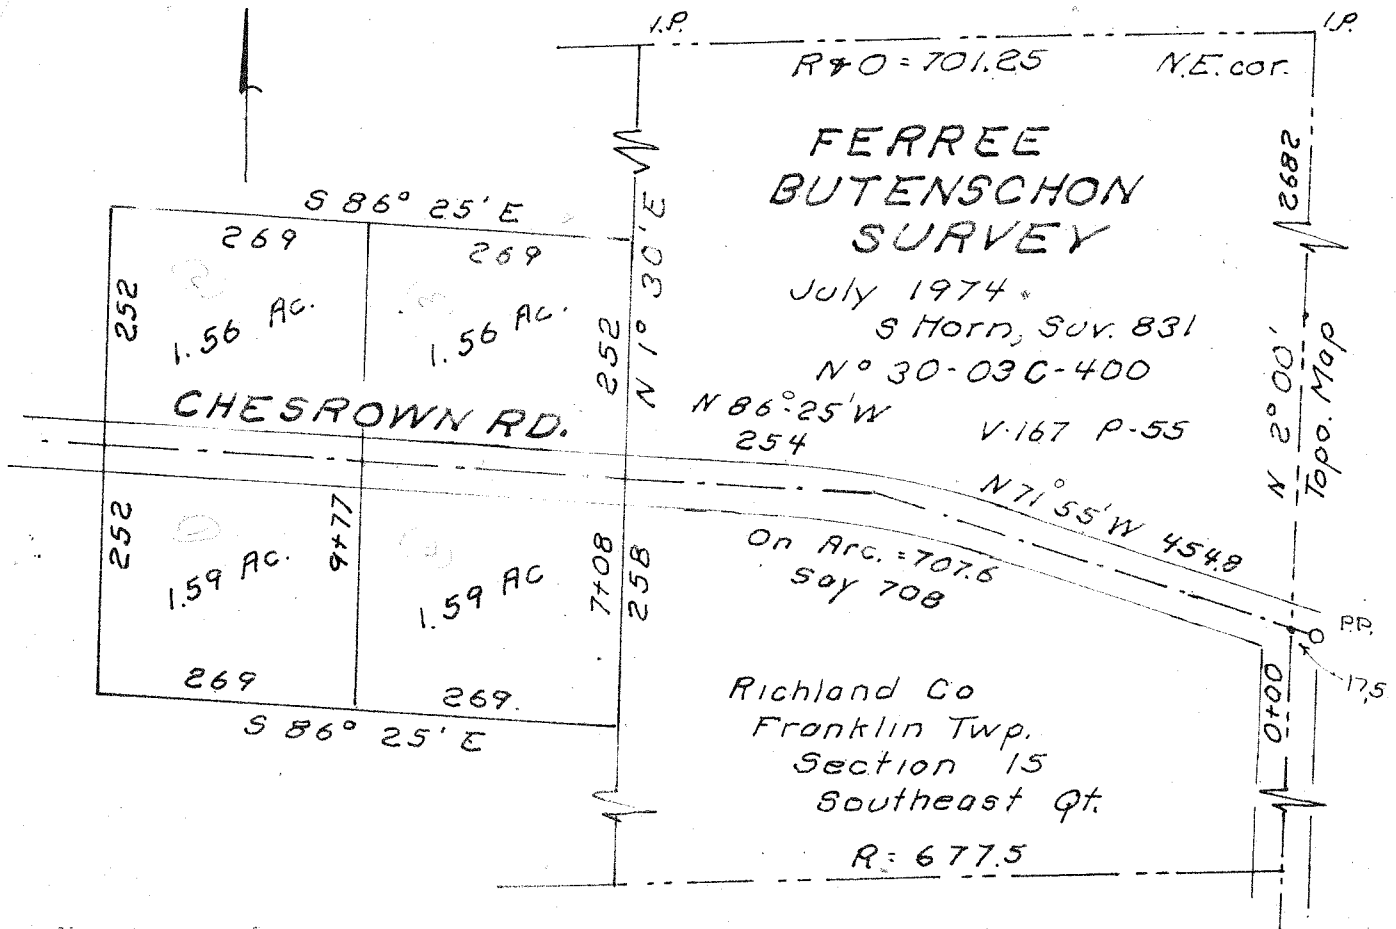 I.P.
I.P.
R&O = 701.25
N.E. cor.
FERREE
BUTENSCHON
SURVEY
July 1974
S Horn, Suv. 831
Nº 30-03C-400
V-167 P-55
2682
N 2° 00'
Topo. Map
S 86° 25' E
269
269
252
1.56 Ac.
1.56 Ac.
252
N 1° 30' E
CHESROWN RD.
N 86°-25' W
254
N 71° 55' W 454.8
On Arc. = 707.6
Say 708
252
1.59 Ac.
9+77
1.59 Ac
7+08
258
269
269.
S 86° 25' E
P.P.
17.5
0+00
Richland Co
Franklin Twp.
Section 15
Southeast Qt.
R = 677.5